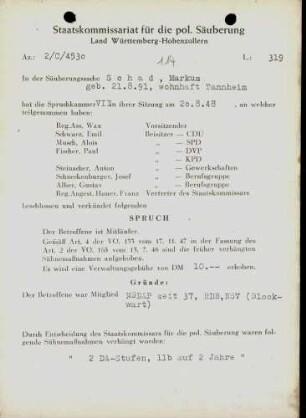 Staatskommissariat für die pol. Säuberung
Land Württemberg-Hohenzollern
Az.: 2/C/4530
184
L.: 319
In der Säuberungssache S c h a d , Markus
geb. 21.8.91, wohnhaft Tannheim
hat die Spruchkammer VII in ihrer Sitzung am 20.8.48 , an welcher
teilgenommen haben:
Reg.Ass. Wax Vorsitzender
Schwarz, Emil Beisitzer — CDU
Musch, Alois „ — SPD
Fischer, Paul „ — DVP
„ — KPD
Steinacher, Anton „ — Gewerkschaften
Schneckenburger, Josef „ — Berufsgruppe
Alber, Gustav „ — Berufsgruppe
Reg.Angest. Hauer, Franz Vertreter des Staatskommissars
beschlossen und verkündet folgenden
SPRUCH
Der Betroffene ist Mitläufer.
Gemäß Art. 4 der VO. 133 vom 17. 11. 47 in der Fassung des
Art. 2 der VO. 165 vom 13. 7. 48 sind die früher verhängten
Sühnemaßnahmen aufgehoben.
Es wird eine Verwaltungsgebühr von DM 10.-- erhoben.
Gründe:
Der Betroffene war Mitglied NSDAP seit 37, RDB, NSV (Block-
wart)
Durch Entscheidung des Staatskommissars für die pol. Säuberung waren fol-
gende Sühnemaßnahmen verhängt worden:
" 2 DA-Stufen, 11b auf 2 Jahre "